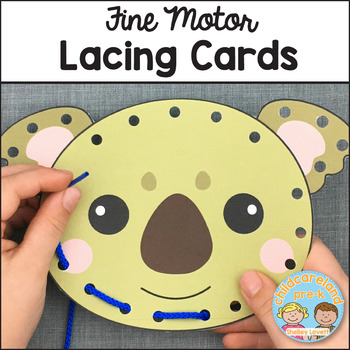 Fine Motor
Lacing Cards
childcareland
pre-k
Shelley Lovett